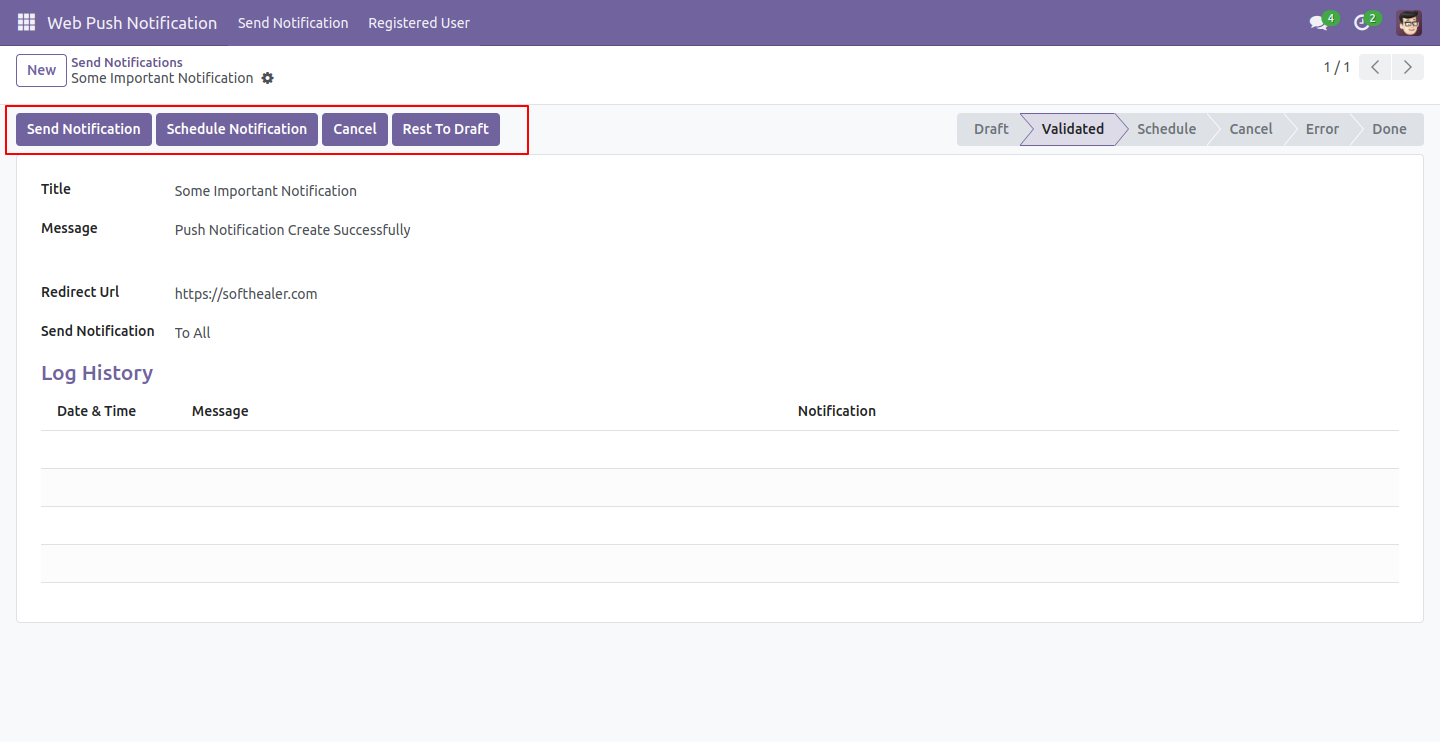 Web Push Notification Send Notification Registered User 4 2
New Send Notifications
Some Important Notification 1 / 1
Send Notification Schedule Notification Cancel Rest To Draft Draft Validated Schedule Cancel Error Done
Title Some Important Notification
Message Push Notification Create Successfully
Redirect Url https://softhealer.com
Send Notification To All
Log History
Date & Time Message Notification